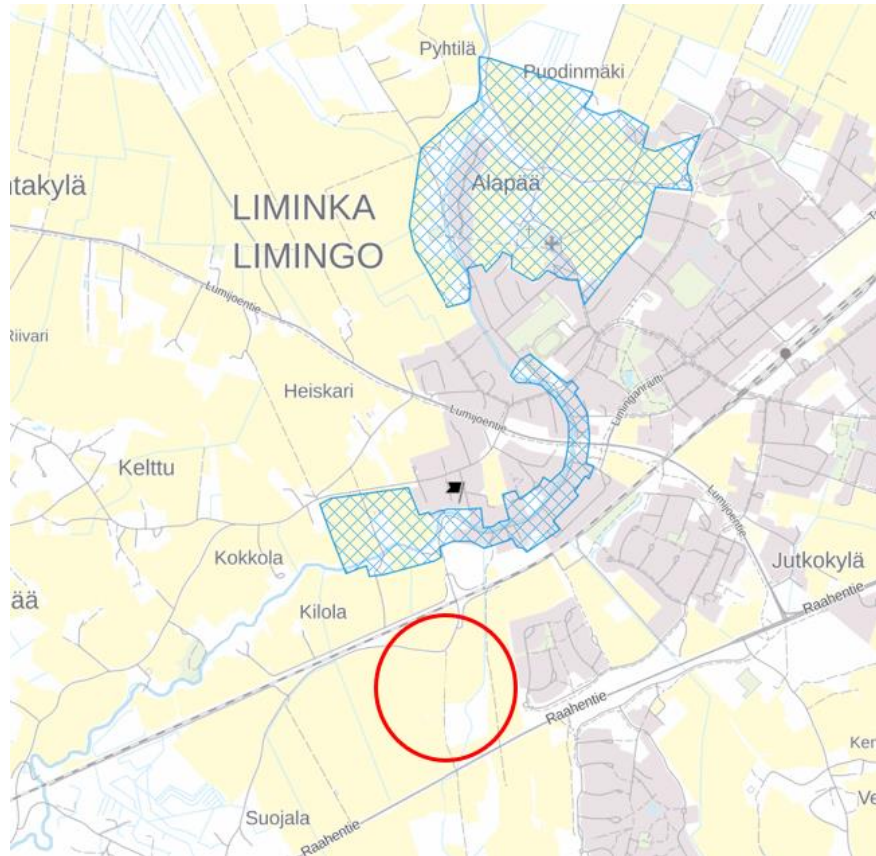 Pyhtilä
Puodinmäki
Alapää
takylä
LIMINKA
LIMINGO
Lumijoentie
Riivari
Heiskari
Lumijoentie
Liminganraitti
Kelttu
Lumijoentie
Kokkola
Jutkokylä
ää
Kilola
Raahentie
Raahentie
Suojala
Raahentie
Ker
Ve